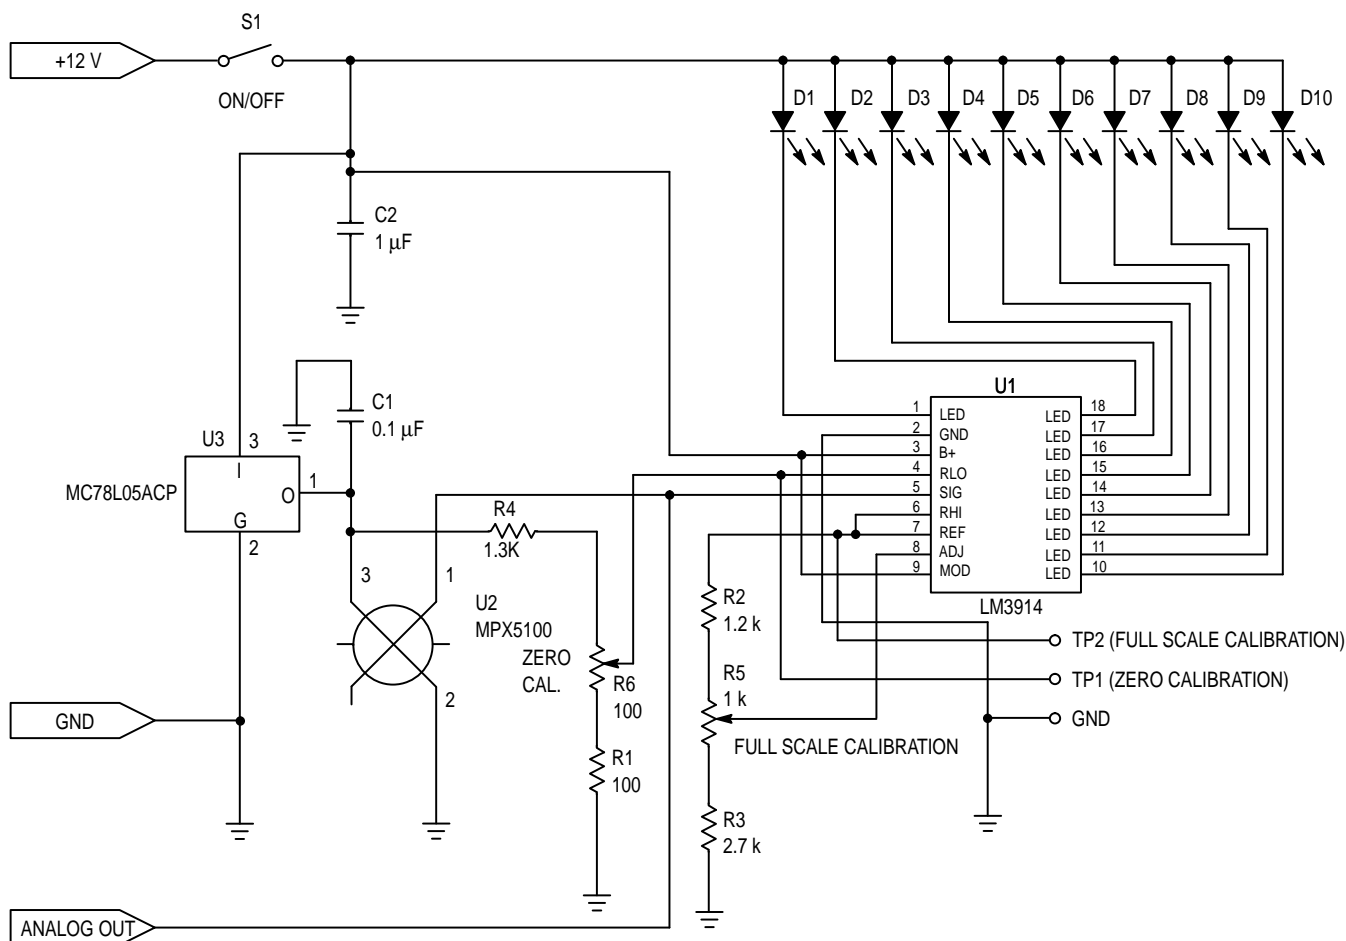 S1
+12 V
ON/OFF
D1 D2 D3 D4 D5 D6 D7 D8 D9 D10
C2
1 µF
C1
0.1 µF
U3 3
I
MC78L05ACP
O
1
G
2
R4
1.3K
3
1
U2
MPX5100
2
ZERO
CAL.
R6
100
R1
100
U1
1 LED LED 18
2 GND LED 17
3 B+ LED 16
4 RLO LED 15
5 SIG LED 14
6 RHI LED 13
7 REF LED 12
8 ADJ LED 11
9 MOD LED 10
LM3914
R2
1.2 k
R5
1 k
FULL SCALE CALIBRATION
R3
2.7 k
TP2 (FULL SCALE CALIBRATION)
TP1 (ZERO CALIBRATION)
GND
GND
ANALOG OUT